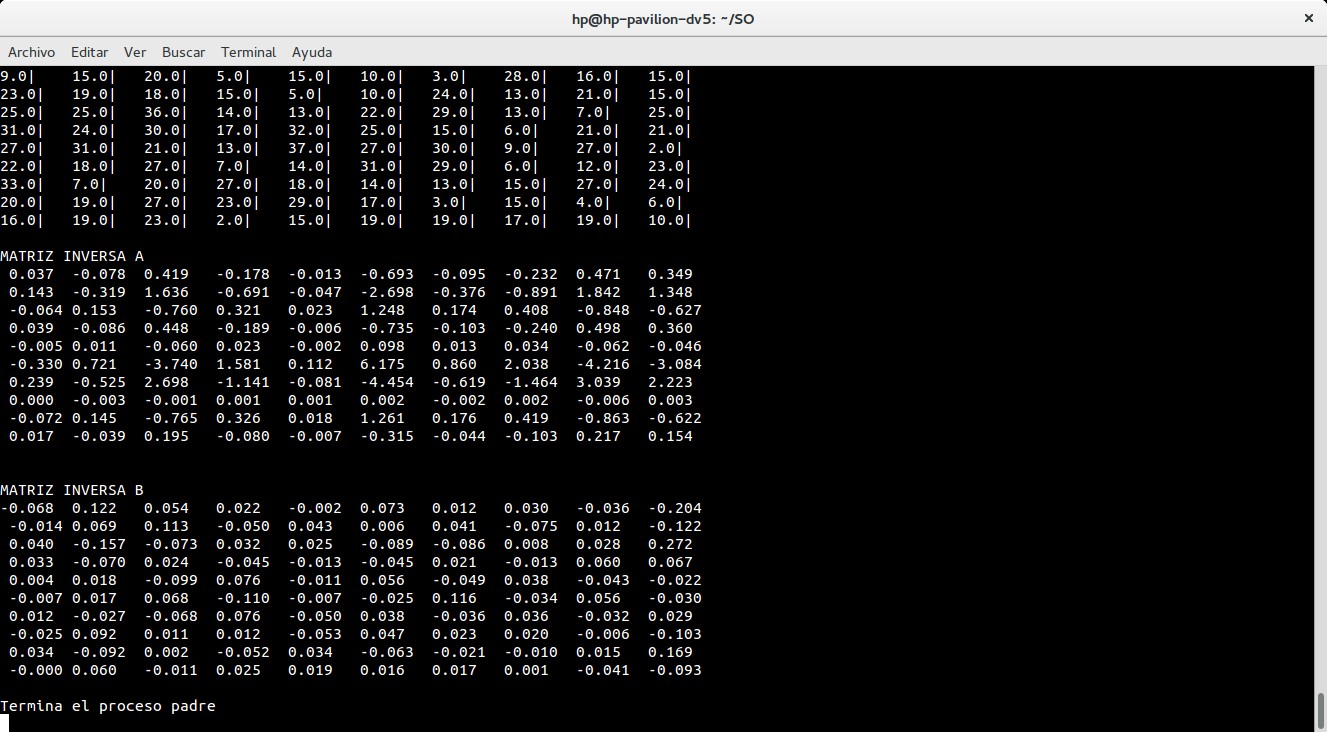 hp@hp-pavilion-dv5: ~/SO ×
Archivo Editar Ver Buscar Terminal Ayuda
9.0| 15.0| 20.0| 5.0| 15.0| 10.0| 3.0| 28.0| 16.0| 15.0|
23.0| 19.0| 18.0| 15.0| 5.0| 10.0| 24.0| 13.0| 21.0| 15.0|
25.0| 25.0| 36.0| 14.0| 13.0| 22.0| 29.0| 13.0| 7.0| 25.0|
31.0| 24.0| 30.0| 17.0| 32.0| 25.0| 15.0| 6.0| 21.0| 21.0|
27.0| 31.0| 21.0| 13.0| 37.0| 27.0| 30.0| 9.0| 27.0| 2.0|
22.0| 18.0| 27.0| 7.0| 14.0| 31.0| 29.0| 6.0| 12.0| 23.0|
33.0| 7.0| 20.0| 27.0| 18.0| 14.0| 13.0| 15.0| 27.0| 24.0|
20.0| 19.0| 27.0| 23.0| 29.0| 17.0| 3.0| 15.0| 4.0| 6.0|
16.0| 19.0| 23.0| 2.0| 15.0| 19.0| 19.0| 17.0| 19.0| 10.0|
MATRIZ INVERSA A
0.037 -0.078 0.419 -0.178 -0.013 -0.693 -0.095 -0.232 0.471 0.349
0.143 -0.319 1.636 -0.691 -0.047 -2.698 -0.376 -0.891 1.842 1.348
-0.064 0.153 -0.760 0.321 0.023 1.248 0.174 0.408 -0.848 -0.627
0.039 -0.086 0.448 -0.189 -0.006 -0.735 -0.103 -0.240 0.498 0.360
-0.005 0.011 -0.060 0.023 -0.002 0.098 0.013 0.034 -0.062 -0.046
-0.330 0.721 -3.740 1.581 0.112 6.175 0.860 2.038 -4.216 -3.084
0.239 -0.525 2.698 -1.141 -0.081 -4.454 -0.619 -1.464 3.039 2.223
0.000 -0.003 -0.001 0.001 0.001 0.002 -0.002 0.002 -0.006 0.003
-0.072 0.145 -0.765 0.326 0.018 1.261 0.176 0.419 -0.863 -0.622
0.017 -0.039 0.195 -0.080 -0.007 -0.315 -0.044 -0.103 0.217 0.154
MATRIZ INVERSA B
-0.068 0.122 0.054 0.022 -0.002 0.073 0.012 0.030 -0.036 -0.204
-0.014 0.069 0.113 -0.050 0.043 0.006 0.041 -0.075 0.012 -0.122
0.040 -0.157 -0.073 0.032 0.025 -0.089 -0.086 0.008 0.028 0.272
0.033 -0.070 0.024 -0.045 -0.013 -0.045 0.021 -0.013 0.060 0.067
0.004 0.018 -0.099 0.076 -0.011 0.056 -0.049 0.038 -0.043 -0.022
-0.007 0.017 0.068 -0.110 -0.007 -0.025 0.116 -0.034 0.056 -0.030
0.012 -0.027 -0.068 0.076 -0.050 0.038 -0.036 0.036 -0.032 0.029
-0.025 0.092 0.011 0.012 -0.053 0.047 0.023 0.020 -0.006 -0.103
0.034 -0.092 0.002 -0.052 0.034 -0.063 -0.021 -0.010 0.015 0.169
-0.000 0.060 -0.011 0.025 0.019 0.016 0.017 0.001 -0.041 -0.093
Termina el proceso padre